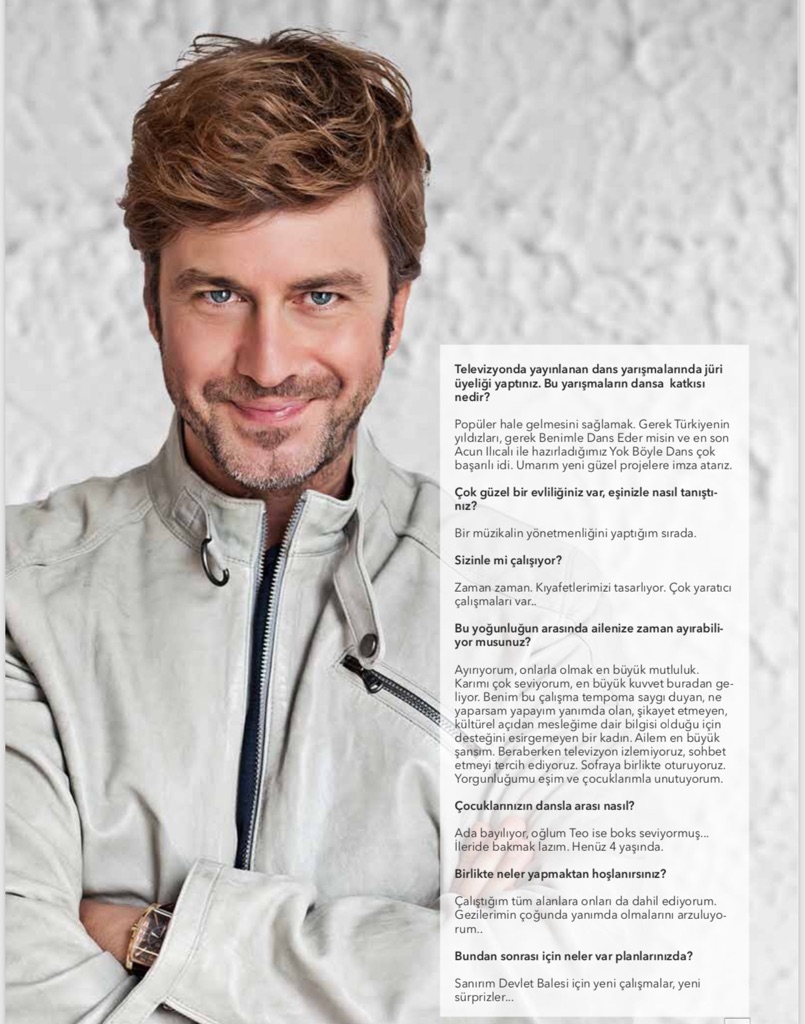 Televizyonda yayınlanan dans yarışmalarında jüri
üyeliği yaptınız. Bu yarışmaların dansa katkısı
nedir?
Popüler hale gelmesini sağlamak. Gerek Türkiyenin
yıldızları, gerek Benimle Dans Eder misin ve en son
Acun Ilıcalı ile hazırladığımız Yok Böyle Dans çok
başarılı idi. Umarım yeni güzel projelere imza atarız.
Çok güzel bir evliliğiniz var, eşinizle nasıl tanıştı-
nız?
Bir müzikalin yönetmenliğini yaptığım sırada.
Sizinle mi çalışıyor?
Zaman zaman. Kıyafetlerimizi tasarlıyor. Çok yaratıcı
çalışmaları var..
Bu yoğunluğun arasında ailenize zaman ayırabili-
yor musunuz?
Ayırıyorum, onlarla olmak en büyük mutluluk.
Karımı çok seviyorum, en büyük kuvvet buradan ge-
liyor. Benim bu çalışma tempoma saygı duyan, ne
yaparsam yapayım yanımda olan, şikayet etmeyen,
kültürel açıdan mesleğime dair bilgisi olduğu için
desteğini esirgemeyen bir kadın. Ailem en büyük
şansım. Beraberken televizyon izlemiyoruz, sohbet
etmeyi tercih ediyoruz. Sofraya birlikte oturuyoruz.
Yorgunluğumu eşim ve çocuklarımla unutuyorum.
Çocuklarınızın dansla arası nasıl?
Ada bayılıyor, oğlum Teo ise boks seviyormuş...
İleride bakmak lazım. Henüz 4 yaşında.
Birlikte neler yapmaktan hoşlanırsınız?
Çalıştığım tüm alanlara onları da dahil ediyorum.
Gezilerimin çoğunda yanımda olmalarını arzuluyo-
rum..
Bundan sonrası için neler var planlarınızda?
Sanırım Devlet Balesi için yeni çalışmalar, yeni
sürprizler...